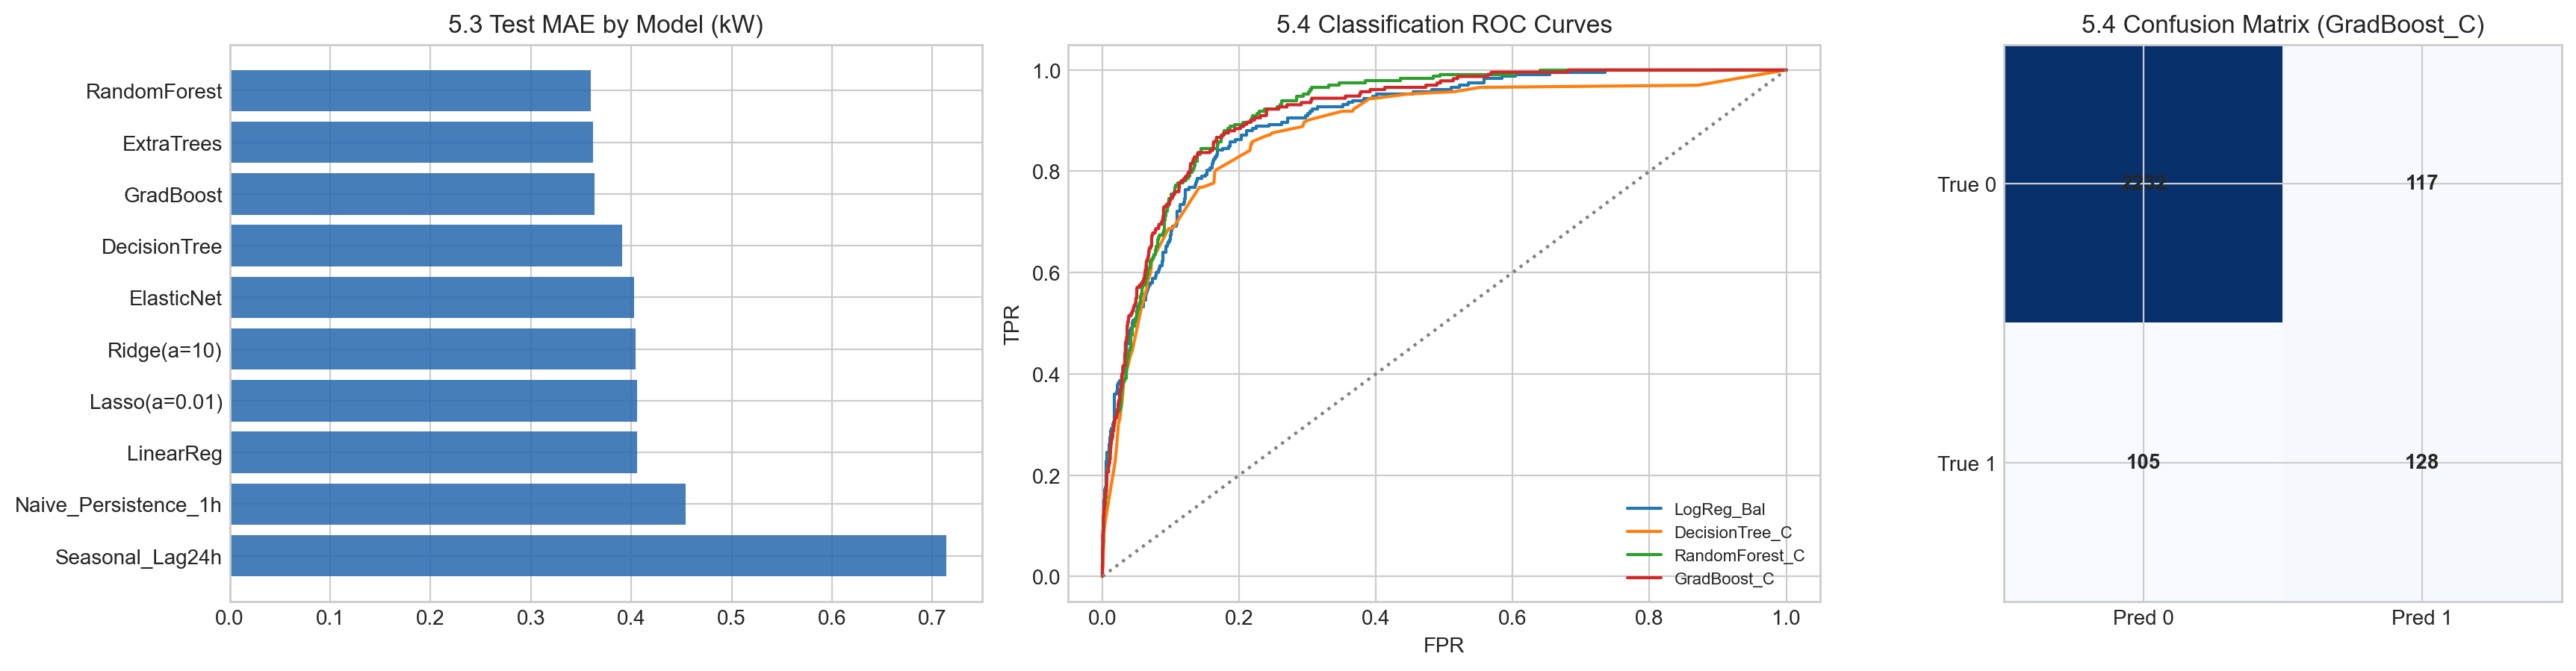 5.3 Test MAE by Model (kW)
RandomForest
ExtraTrees
GradBoost
DecisionTree
ElasticNet
Ridge(a=10)
Lasso(a=0.01)
LinearReg
Naive_Persistence_1h
Seasonal_Lag24h
0.0 0.1 0.2 0.3 0.4 0.5 0.6 0.7
5.4 Classification ROC Curves
TPR
1.0
0.8
0.6
0.4
0.2
0.0
LogReg_Bal
DecisionTree_C
RandomForest_C
GradBoost_C
0.0 0.2 0.4 0.6 0.8 1.0
FPR
5.4 Confusion Matrix (GradBoost_C)
True 0 2232 117
True 1 105 128
Pred 0 Pred 1